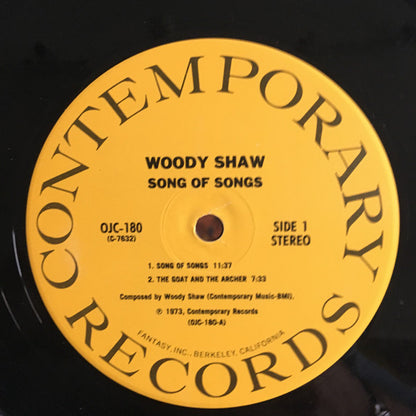 CONTEMPORARY RECORDS
WOODY SHAW
SONG OF SONGS
OJC-180
(C-7632)
SIDE 1
STEREO
1. SONG OF SONGS 11:37
2. THE GOAT AND THE ARCHER 7:33
Composed by Woody Shaw (Contemporary Music-BMI).
℗ 1973, Contemporary Records
(OJC-180-A)
FANTASY, INC., BERKELEY, CALIFORNIA